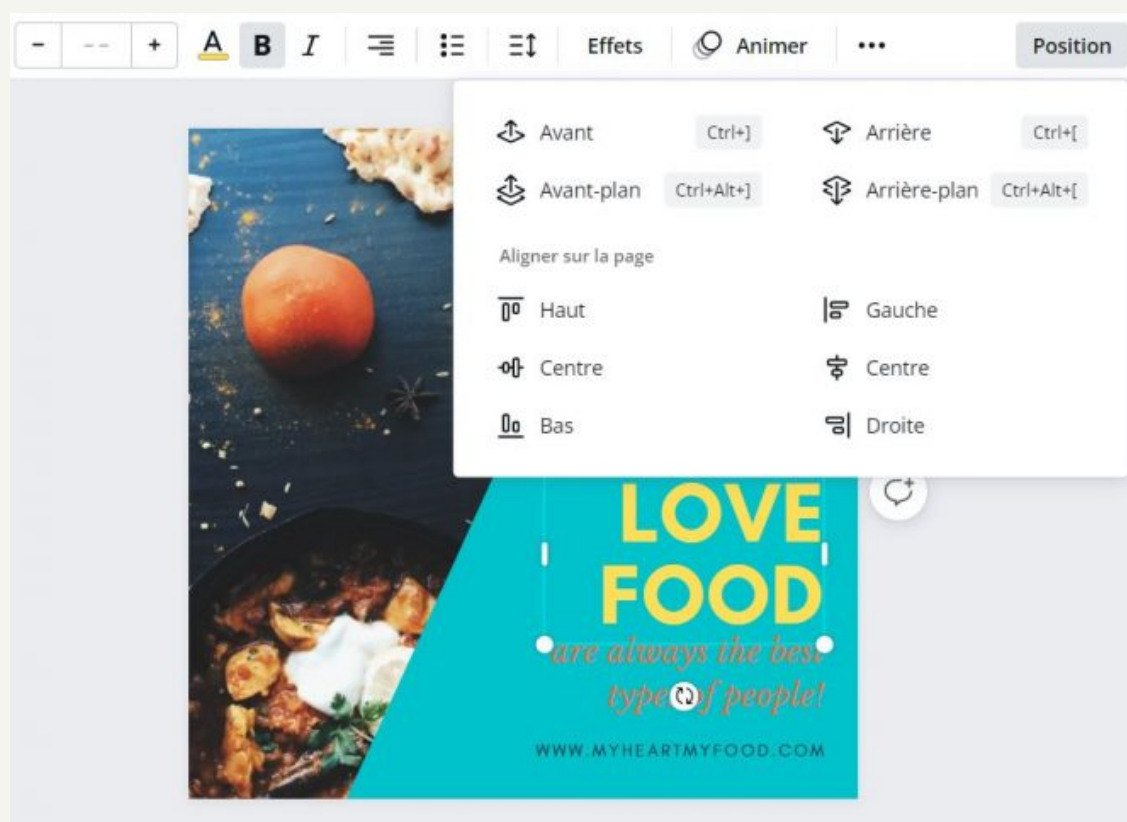 - -- + A B I Effets Animer ••• Position
Avant Ctrl+] Arrière Ctrl+[
Avant-plan Ctrl+Alt+] Arrière-plan Ctrl+Alt+[
Aligner sur la page
Haut Gauche
Centre Centre
Bas Droite
LOVE
FOOD
are always the best
type of people!
WWW.MYHEARTMYFOOD.COM